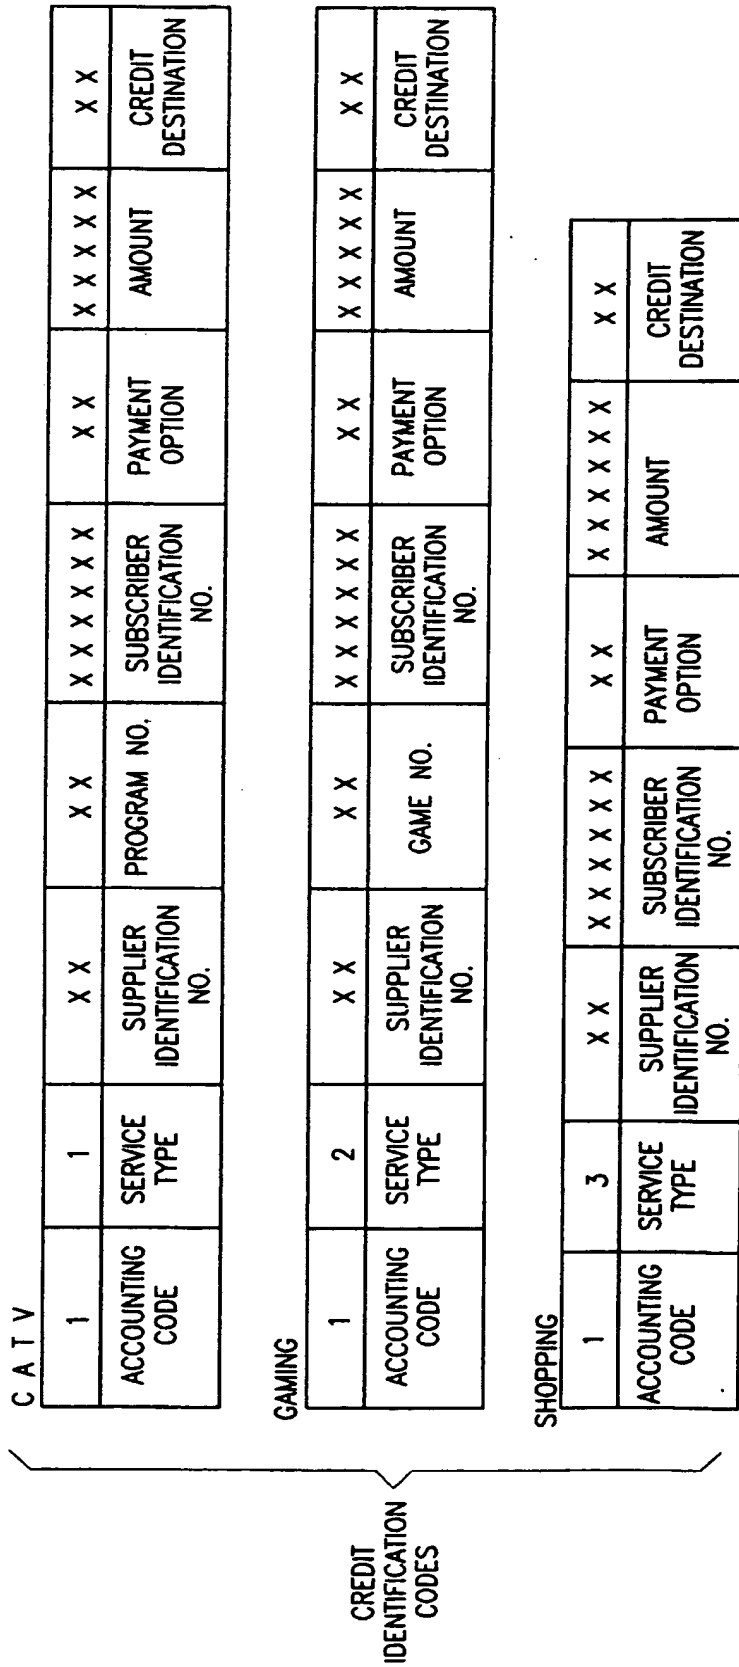 CREDIT
IDENTIFICATION
CODES
C A T V
1 1 X X X X X X X X X X X X X X X X X X X X X
ACCOUNTING CODE SERVICE TYPE SUPPLIER IDENTIFICATION NO. PROGRAM NO. SUBSCRIBER IDENTIFICATION NO. PAYMENT OPTION AMOUNT CREDIT DESTINATION
GAMING
1 2 X X X X X X X X X X X X X X X X X X X X X
ACCOUNTING CODE SERVICE TYPE SUPPLIER IDENTIFICATION NO. GAME NO. SUBSCRIBER IDENTIFICATION NO. PAYMENT OPTION AMOUNT CREDIT DESTINATION
SHOPPING
1 3 X X X X X X X X X X X X X X X X X X X X
ACCOUNTING CODE SERVICE TYPE SUPPLIER IDENTIFICATION NO. SUBSCRIBER IDENTIFICATION NO. PAYMENT OPTION AMOUNT CREDIT DESTINATION